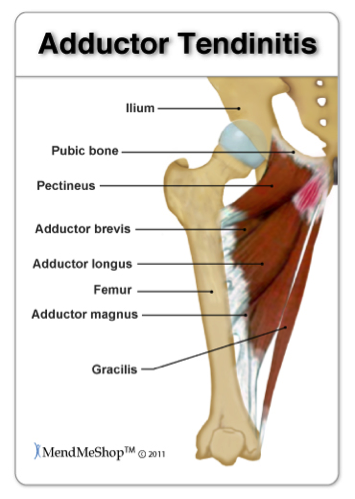 Adductor Tendinitis
Ilium
Pubic bone
Pectineus
Adductor brevis
Adductor longus
Femur
Adductor magnus
Gracilis
MendMeShop™ © 2011